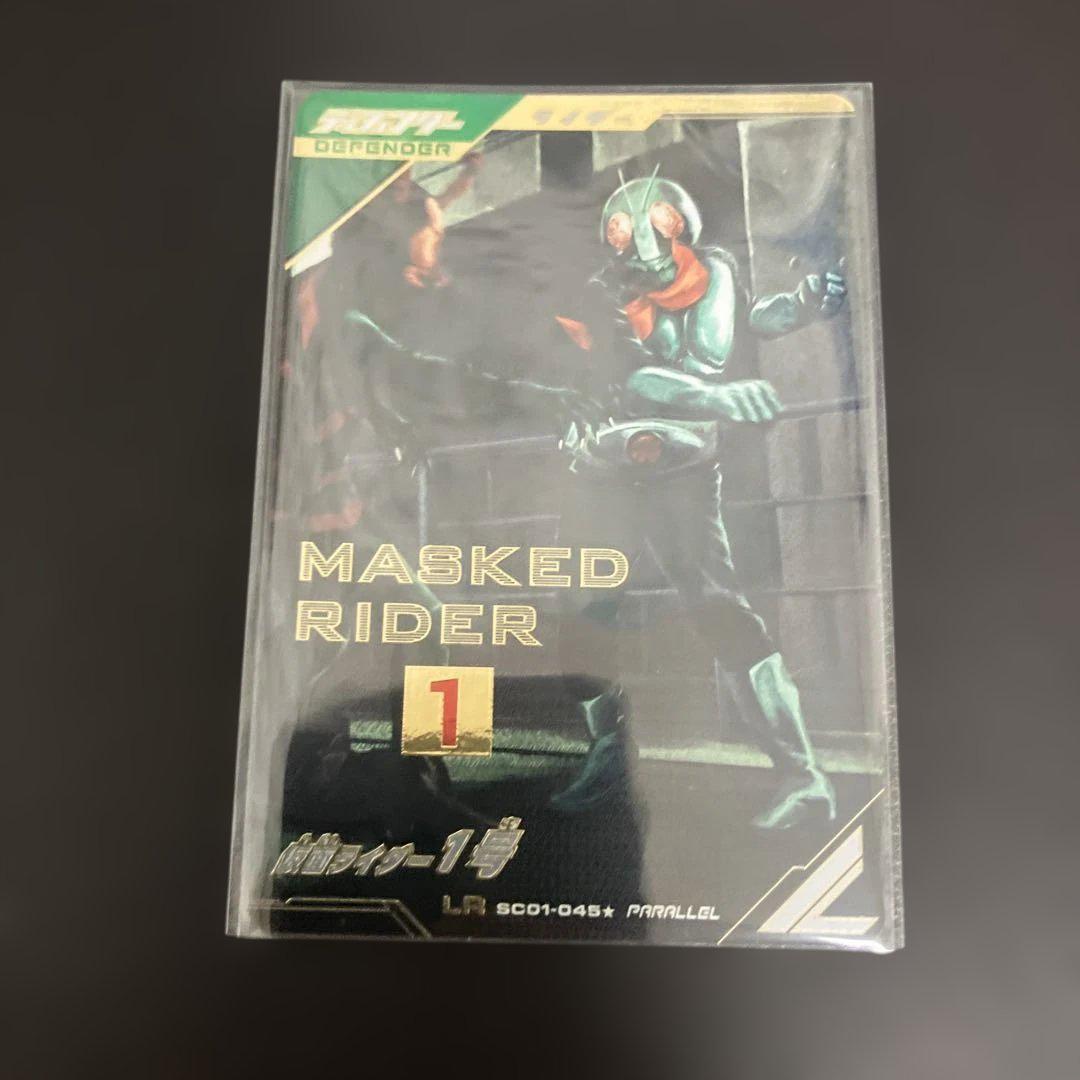 ディフェンダー
DEFENDER
MASKED
RIDER
1
仮面ライダー1号
LR SC01-045★ PARALLEL